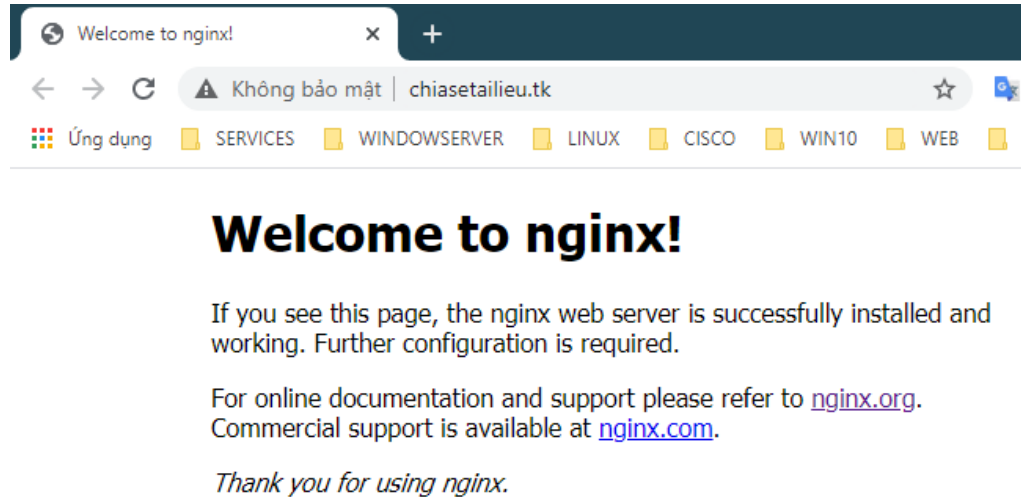 Welcome to nginx!
Không bảo mật | chiasetailieu.tk
Ứng dụng SERVICES WINDOWSERVER LINUX CISCO WIN10 WEB
Welcome to nginx!
If you see this page, the nginx web server is successfully installed and
working. Further configuration is required.
For online documentation and support please refer to nginx.org.
Commercial support is available at nginx.com.
Thank you for using nginx.